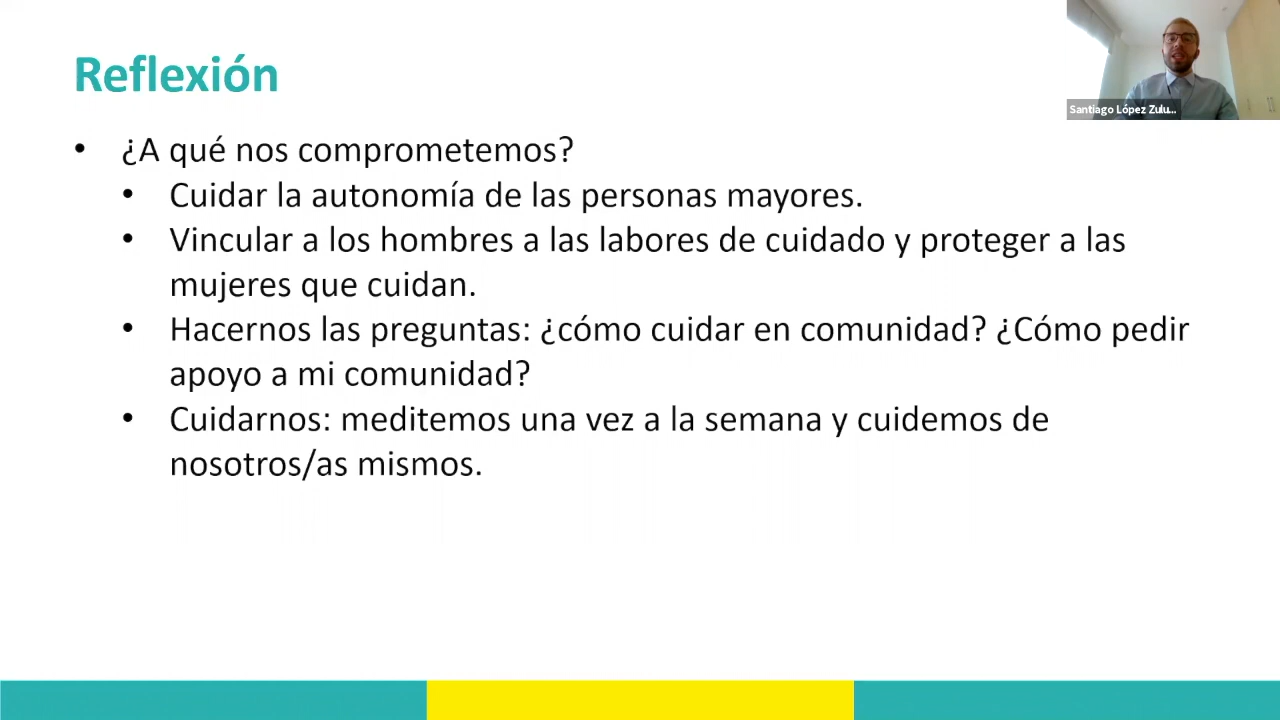 Reflexión
Santiago López Zulu...
• ¿A qué nos comprometemos?
• Cuidar la autonomía de las personas mayores.
• Vincular a los hombres a las labores de cuidado y proteger a las
mujeres que cuidan.
• Hacernos las preguntas: ¿cómo cuidar en comunidad? ¿Cómo pedir
apoyo a mi comunidad?
• Cuidarnos: meditemos una vez a la semana y cuidemos de
nosotros/as mismos.